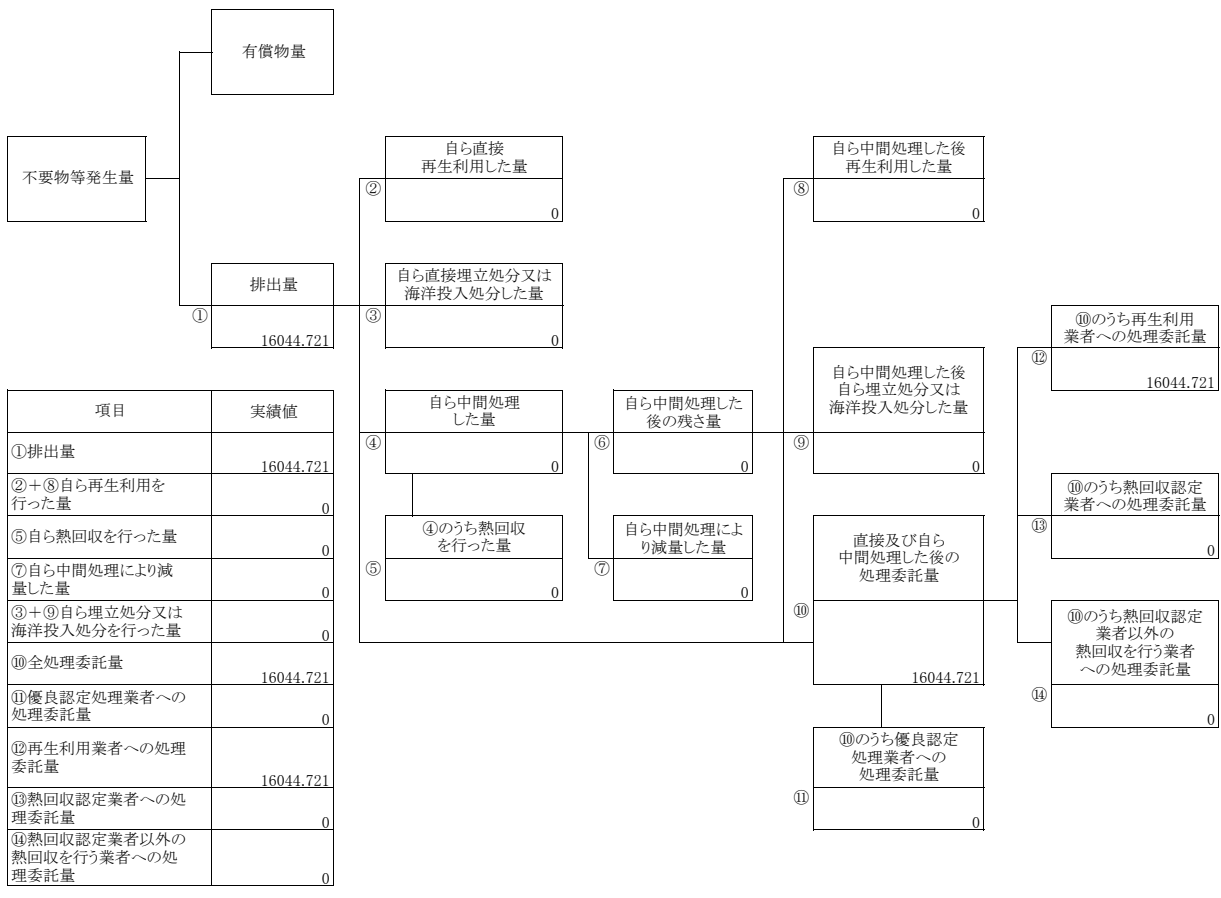 有償物量
不要物等発生量
排出量
①
16044.721
自ら直接
再生利用した量
②
0
自ら直接埋立処分又は
海洋投入処分した量
③
0
自ら中間処理
した量
④
0
④のうち熱回収
を行った量
⑤
0
自ら中間処理した
後の残さ量
⑥
0
自ら中間処理によ
り減量した量
⑦
0
自ら中間処理した後
再生利用した量
⑧
0
自ら中間処理した後
自ら埋立処分又は
海洋投入処分した量
⑨
0
直接及び自ら
中間処理した後の
処理委託量
⑩
16044.721
⑩のうち優良認定
処理業者への
処理委託量
⑪
0
⑩のうち再生利用
業者への処理委託量
⑫
16044.721
⑩のうち熱回収認定
業者への処理委託量
⑬
0
⑩のうち熱回収認定
業者以外の
熱回収を行う業者
への処理委託量
⑭
0
項目 実績値
①排出量
16044.721
②＋⑧自ら再生利用を
行った量
0
⑤自ら熱回収を行った量
0
⑦自ら中間処理により減
量した量
0
③＋⑨自ら埋立処分又は
海洋投入処分を行った量
0
⑩全処理委託量
16044.721
⑪優良認定処理業者への
処理委託量
0
⑫再生利用業者への処理
委託量
16044.721
⑬熱回収認定業者への処
理委託量
0
⑭熱回収認定業者以外の
熱回収を行う業者への処
理委託量
0